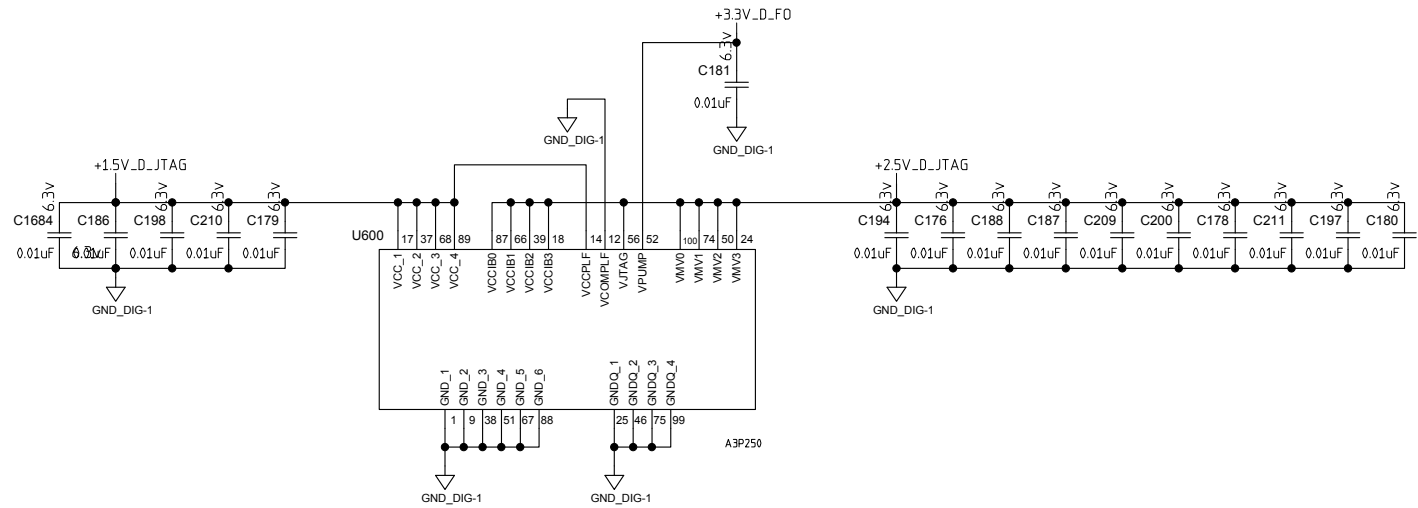 +3.3V_D_FO
6.3v
C181
0.01uF
GND_DIG-1
GND_DIG-1
+1.5V_D_JTAG
6.3v
6.3v
6.3v
6.3v
C1684
C186
C198
C210
C179
0.01uF
6.3v
0.01uF
0.01uF
0.01uF
0.01uF
GND_DIG-1
+2.5V_D_JTAG
6.3v
6.3v
6.3v
6.3v
6.3v
6.3v
6.3v
6.3v
6.3v
6.3v
C194
C176
C188
C187
C209
C200
C178
C211
C197
C180
0.01uF
0.01uF
0.01uF
0.01uF
0.01uF
0.01uF
0.01uF
0.01uF
0.01uF
0.01uF
GND_DIG-1
U600
17
37
68
89
87
66
39
18
14
12
56
52
100
74
50
24
VCC_1
VCC_2
VCC_3
VCC_4
VCCIB0
VCCIB1
VCCIB2
VCCIB3
VCCPLF
VCOMPLF
VJTAG
VPUMP
VMV0
VMV1
VMV2
VMV3
GND_1
GND_2
GND_3
GND_4
GND_5
GND_6
GNDQ_1
GNDQ_2
GNDQ_3
GNDQ_4
1
9
38
51
67
88
25
46
75
99
A3P250
GND_DIG-1
GND_DIG-1